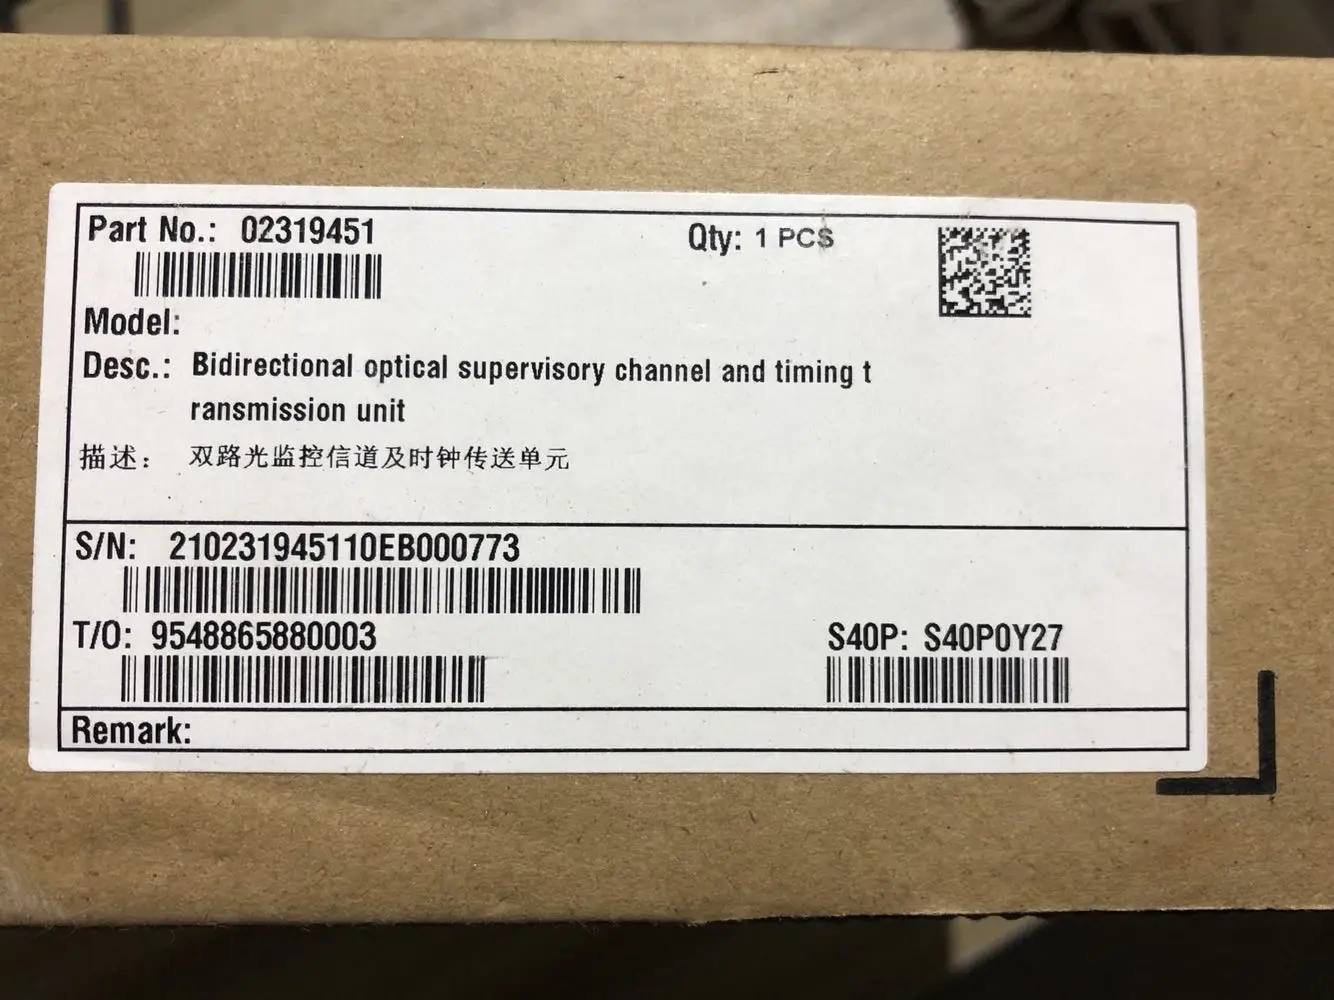 Part No.: 02319451
Qty: 1 PCS
Model:
Desc.: Bidirectional optical supervisory channel and timing t
ransmission unit
描述： 双路光监控信道及时钟传送单元
S/N: 210231945110EB000773
T/O: 9548865880003
S40P: S40P0Y27
Remark: